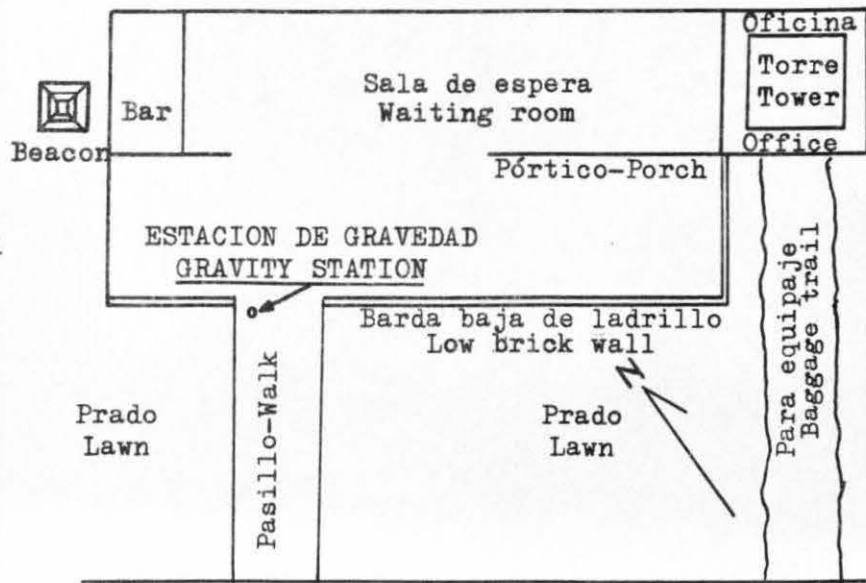 Oficina
Torre
Tower
Office
Sala de espera
Waiting room
Bar
Beacon
Pórtico-Porch
ESTACION DE GRAVEDAD
GRAVITY STATION
Barda baja de ladrillo
Low brick wall
N
Prado
Lawn
Pasillo-Walk
Prado
Lawn
Para equipaje
Baggage trail